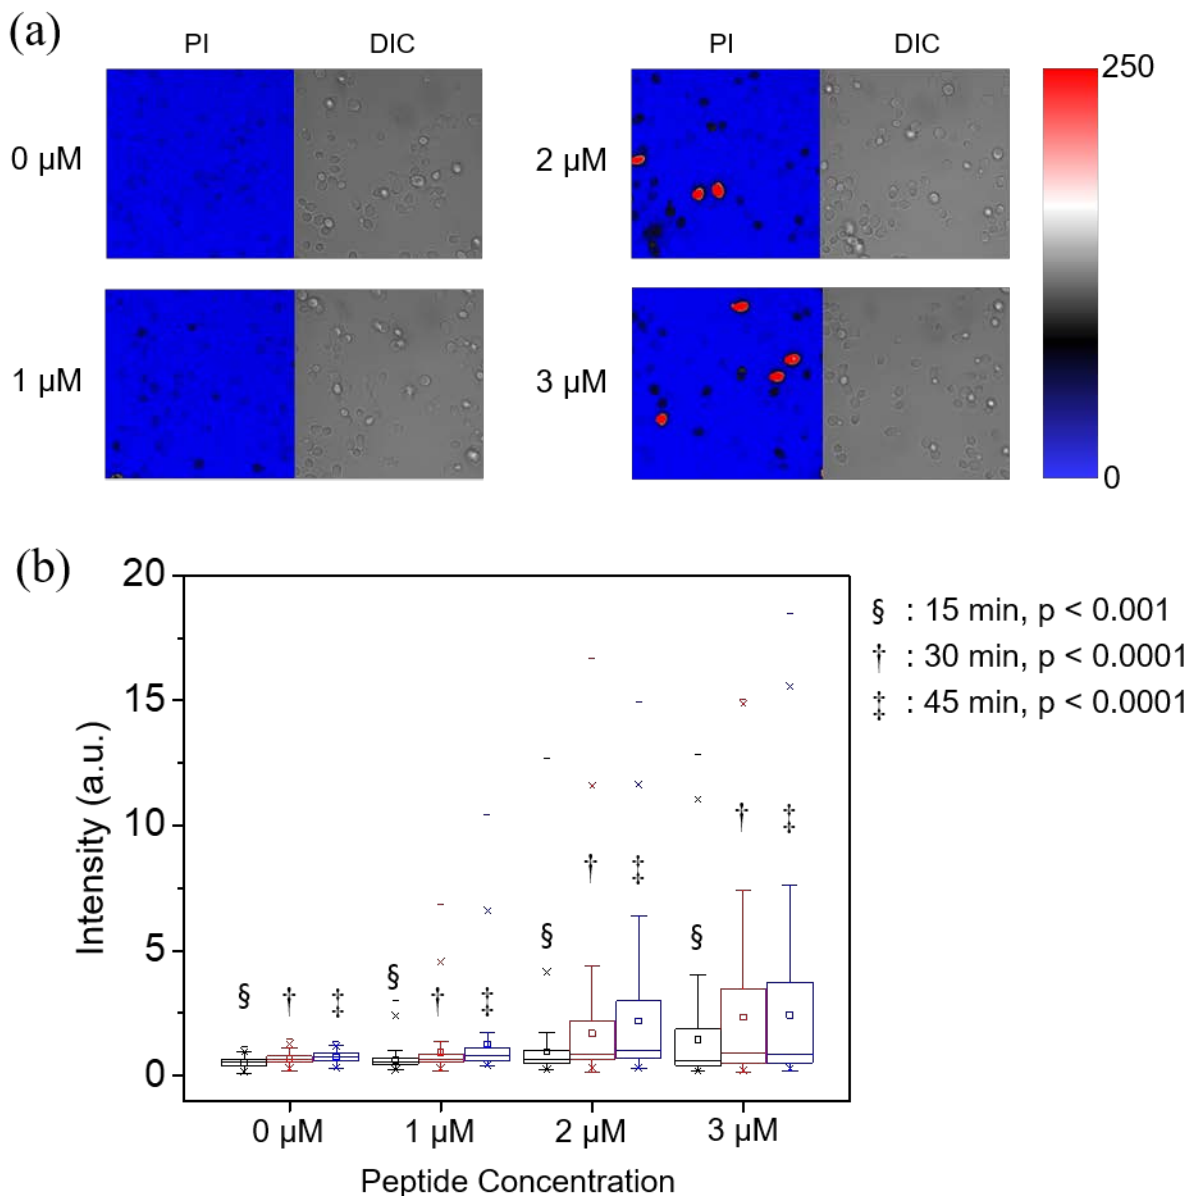 (a)
PI DIC PI DIC
250
0 µM 2 µM
1 µM 3 µM
0
(b)
20
15
10
5
0
Intensity (a.u.)
§ † ‡ § † ‡ § † ‡ § † ‡
0 µM 1 µM 2 µM 3 µM
Peptide Concentration
§ : 15 min, p < 0.001
† : 30 min, p < 0.0001
‡ : 45 min, p < 0.0001